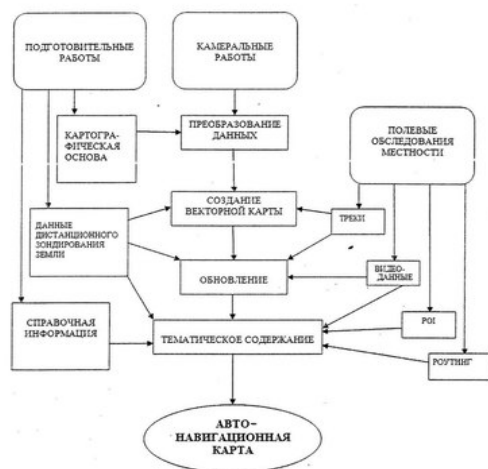 ПОДГОТОВИТЕЛЬНЫЕ
РАБОТЫ
КАМЕРАЛЬНЫЕ
РАБОТЫ
КАРТОГРА-
ФИЧЕСКАЯ
ОСНОВА
ПРЕОБРАЗОВАНИЕ
ДАННЫХ
ПОЛЕВЫЕ
ОБСЛЕДОВАНИЯ
МЕСТНОСТИ
СОЗДАНИЕ
ВЕКТОРНОЙ КАРТЫ
ТРЕКИ
ДАННЫЕ
ДИСТАНЦИОННОГО
ЗОНДИРОВАНИЯ
ЗЕМЛИ
ОБНОВЛЕНИЕ
ВИДЕО-
ДАННЫЕ
СПРАВОЧНАЯ
ИНФОРМАЦИЯ
ТЕМАТИЧЕСКОЕ СОДЕРЖАНИЕ
POI
РОУТИНГ
АВТО-
НАВИГАЦИОННАЯ
КАРТА